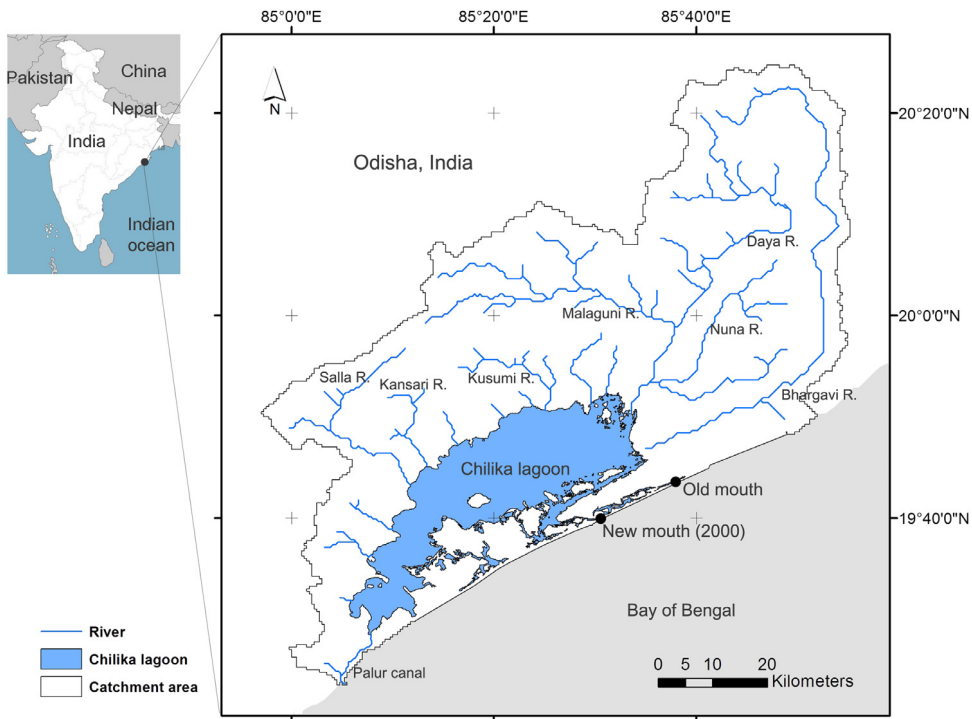 85°0'0"E
85°20'0"E
85°40'0"E
Pakistan
China
Nepal
India
Indian
ocean
N
Odisha, India
20°20'0"N
Daya R.
Malaguni R.
20°0'0"N
Nuna R.
Salla R.
Kansari R.
Kusumi R.
Bhargavi R.
Chilika lagoon
Old mouth
19°40'0"N
New mouth (2000)
Bay of Bengal
River
Chilika lagoon
Catchment area
Palur canal
0 5 10 20
Kilometers